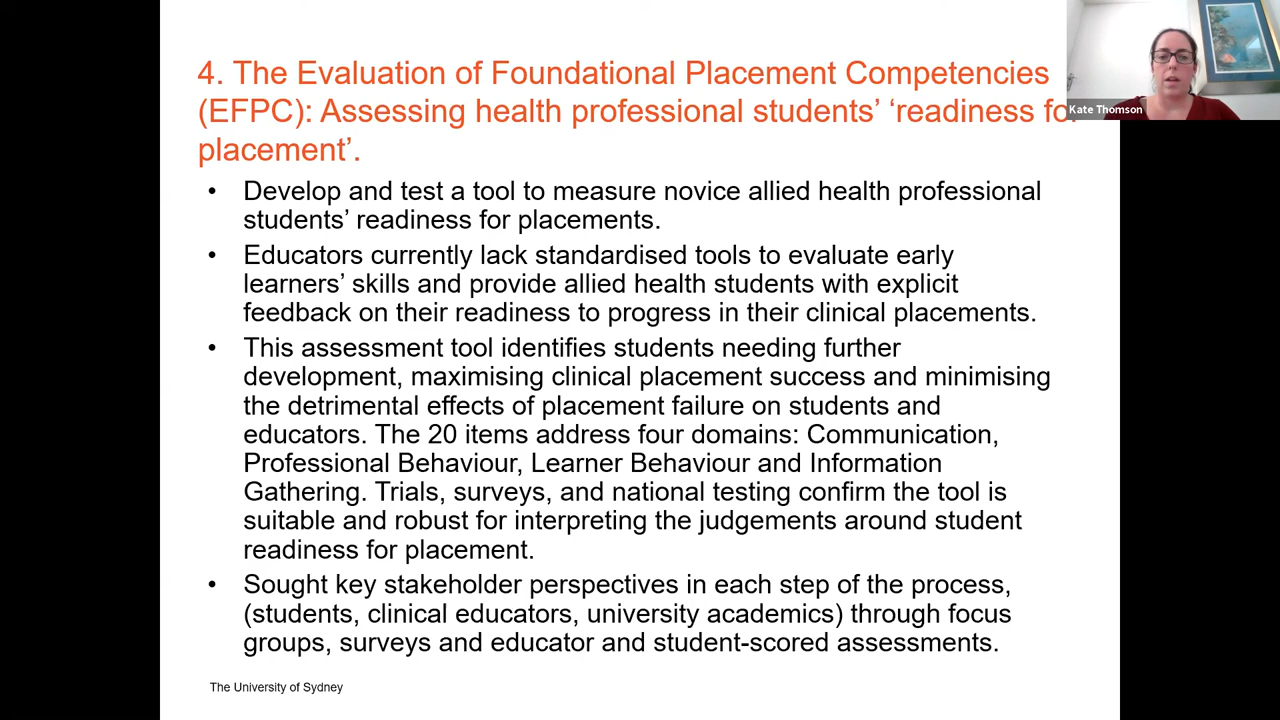 4. The Evaluation of Foundational Placement Competencies
(EFPC): Assessing health professional students’ ‘readiness for
placement’.
• Develop and test a tool to measure novice allied health professional
students’ readiness for placements.
• Educators currently lack standardised tools to evaluate early
learners’ skills and provide allied health students with explicit
feedback on their readiness to progress in their clinical placements.
• This assessment tool identifies students needing further
development, maximising clinical placement success and minimising
the detrimental effects of placement failure on students and
educators. The 20 items address four domains: Communication,
Professional Behaviour, Learner Behaviour and Information
Gathering. Trials, surveys, and national testing confirm the tool is
suitable and robust for interpreting the judgements around student
readiness for placement.
• Sought key stakeholder perspectives in each step of the process,
(students, clinical educators, university academics) through focus
groups, surveys and educator and student-scored assessments.
The University of Sydney
Kate Thomson